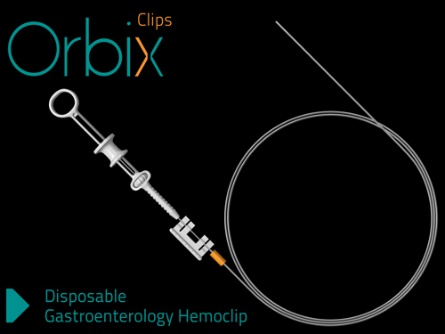 Clips
Orbix
Disposable
Gastroenterology Hemoclip